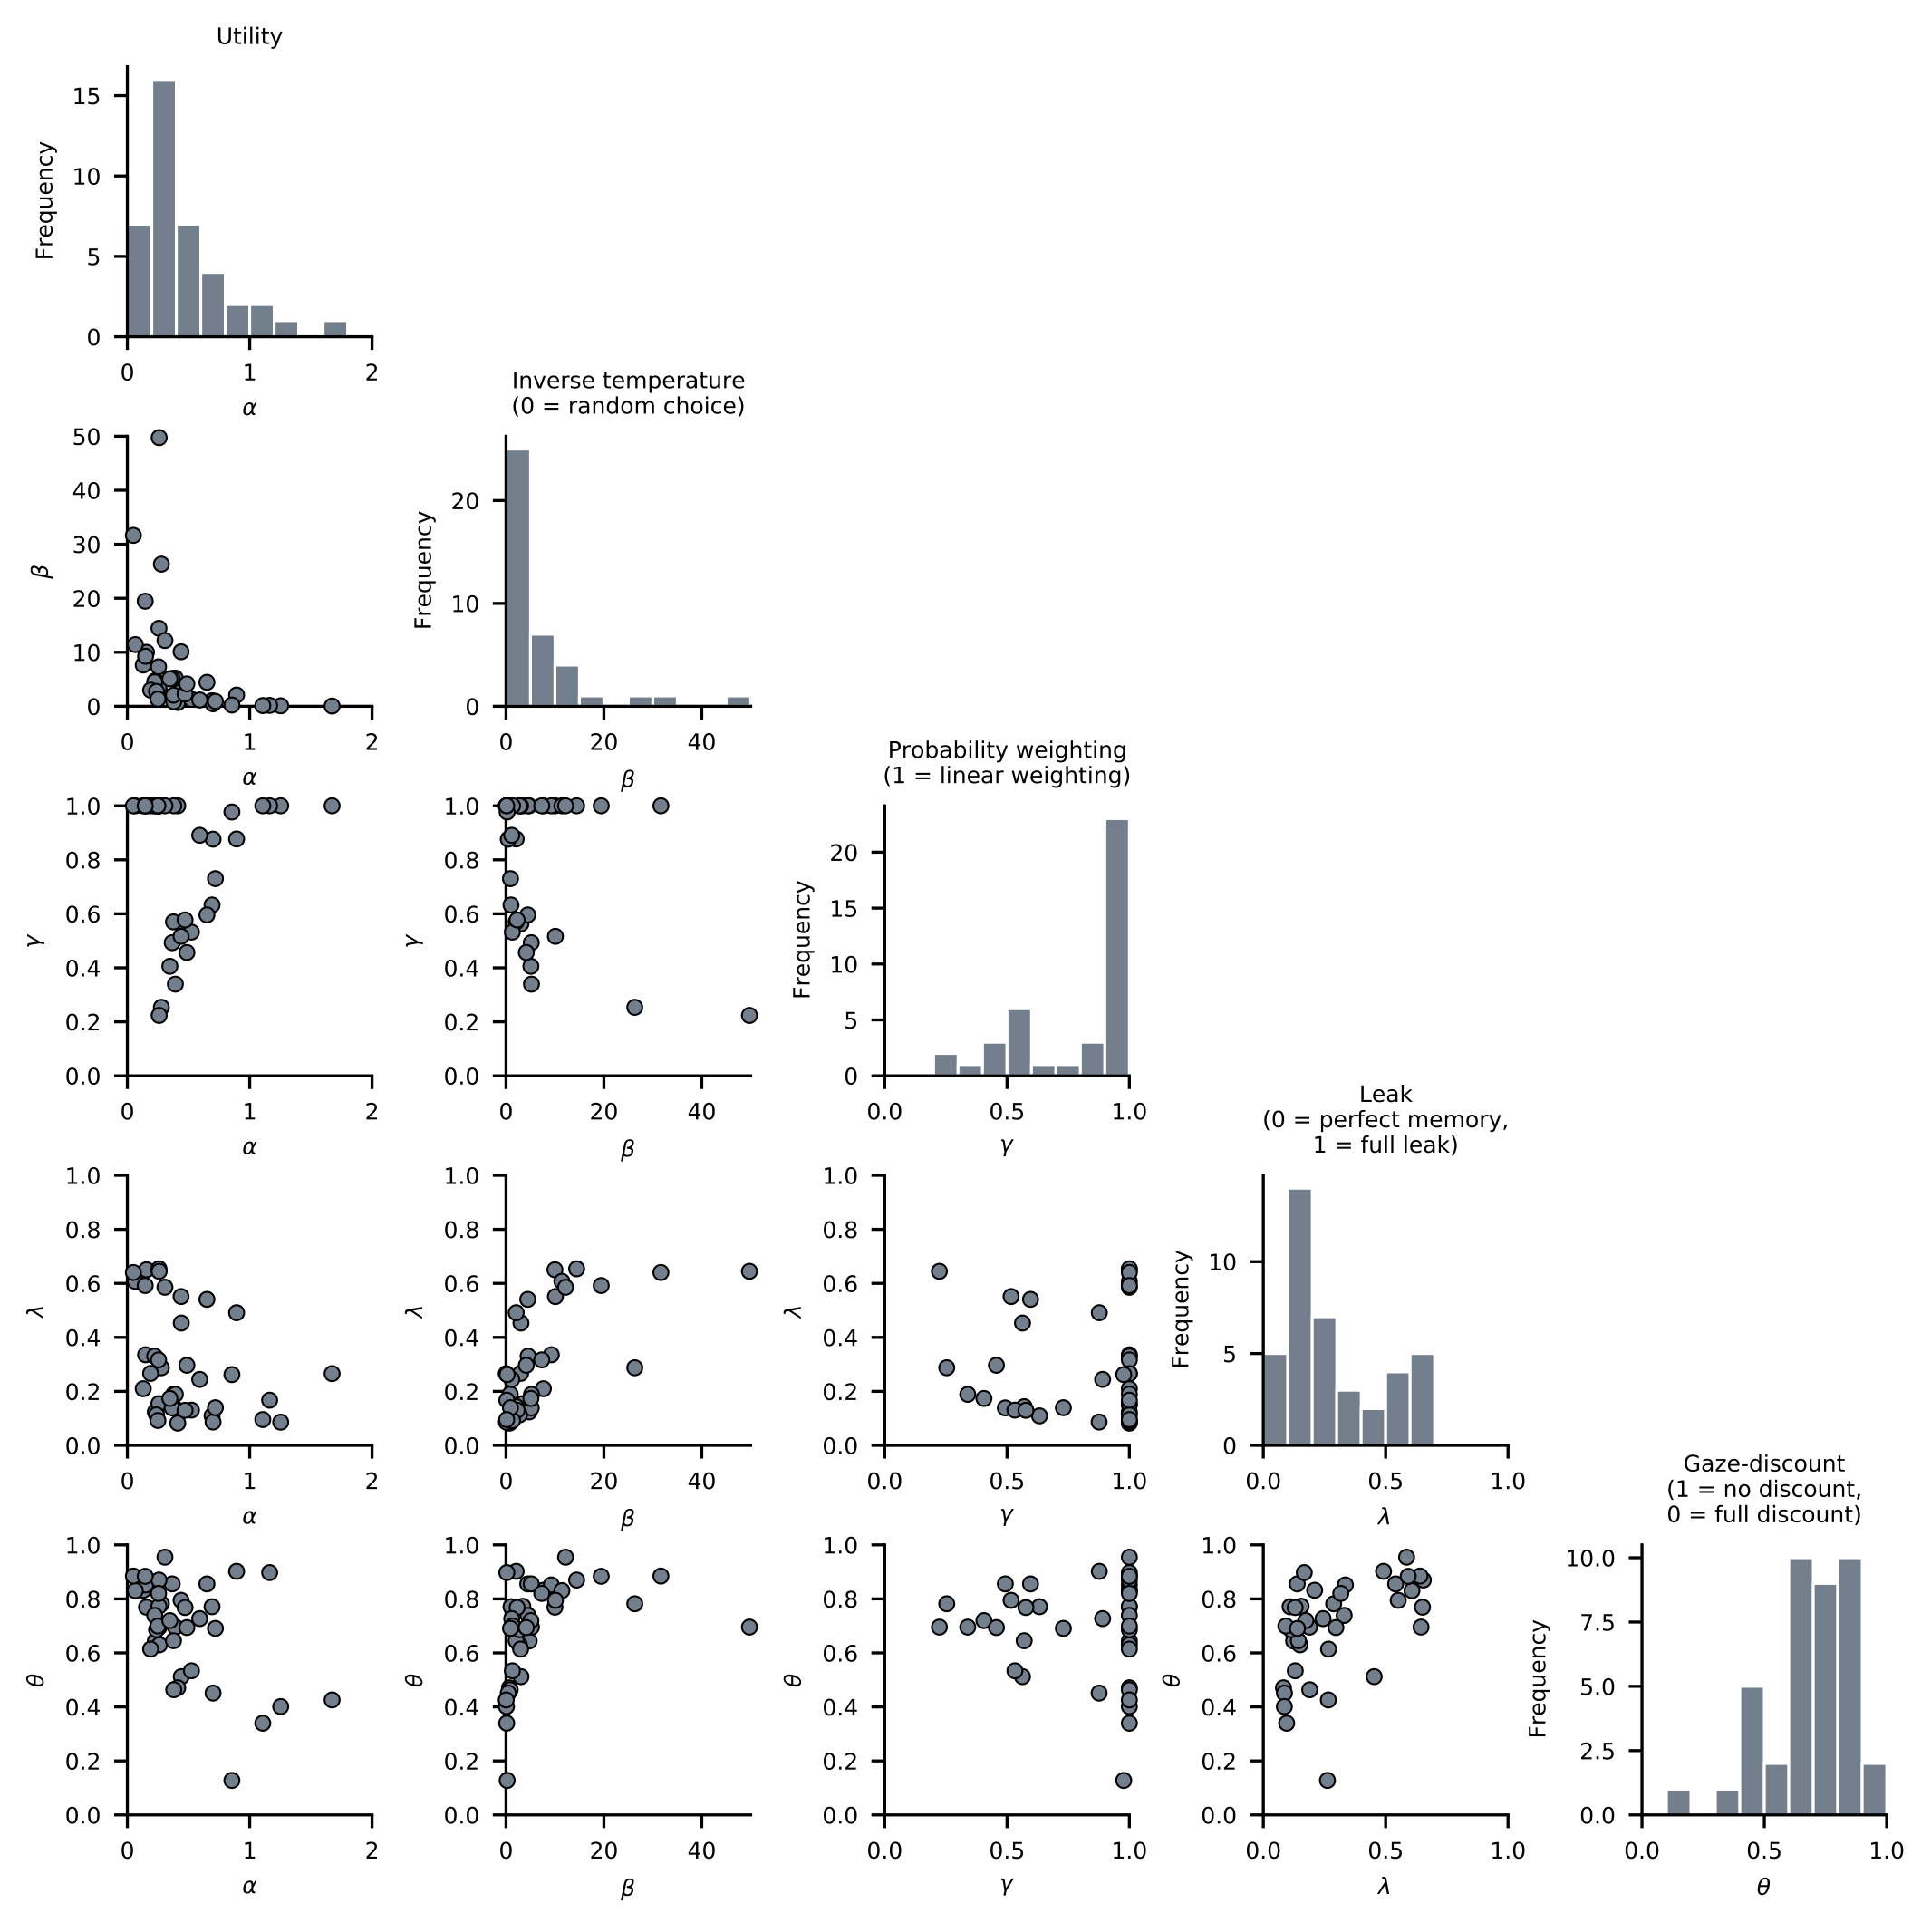 Utility
Frequency
15
10
5
0
0 1 2
α
Inverse temperature
(0 = random choice)
β
50
40
30
20
10
0
0 1 2
α
Frequency
20
10
0
0 20 40
β
Probability weighting
(1 = linear weighting)
γ
1.0
0.8
0.6
0.4
0.2
0.0
0 1 2
α
γ
1.0
0.8
0.6
0.4
0.2
0.0
0 20 40
β
Frequency
20
15
10
5
0
0.0 0.5 1.0
γ
Leak
(0 = perfect memory,
1 = full leak)
λ
1.0
0.8
0.6
0.4
0.2
0.0
0 1 2
α
λ
1.0
0.8
0.6
0.4
0.2
0.0
0 20 40
β
λ
1.0
0.8
0.6
0.4
0.2
0.0
0.0 0.5 1.0
γ
Frequency
10
5
0
0.0 0.5 1.0
λ
Gaze-discount
(1 = no discount,
0 = full discount)
θ
1.0
0.8
0.6
0.4
0.2
0.0
0 1 2
α
θ
1.0
0.8
0.6
0.4
0.2
0.0
0 20 40
β
θ
1.0
0.8
0.6
0.4
0.2
0.0
0.0 0.5 1.0
γ
θ
1.0
0.8
0.6
0.4
0.2
0.0
0.0 0.5 1.0
λ
Frequency
10.0
7.5
5.0
2.5
0.0
0.0 0.5 1.0
θ